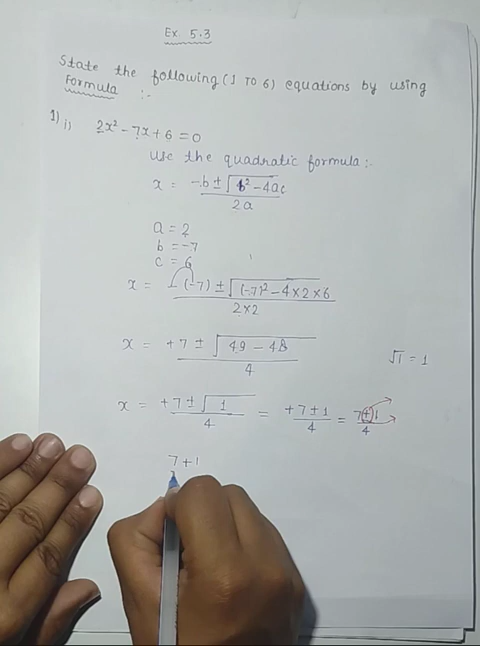 Ex 5.3
State the following (1 TO 6) equations by using
Formula :-
1) i) 2x² - 7x + 6 = 0
Use the quadratic formula:-
x = -b ± √b² - 4ac / 2a
a = 2
b = -7
c = 6
x = -(-7) ± √(-7)² - 4×2×6 / 2×2
x = +7 ± √49 - 48 / 4
√1 = 1
x = +7 ± √1 / 4 = +7 ± 1 / 4 = 7 ± 1 / 4
7 + 1